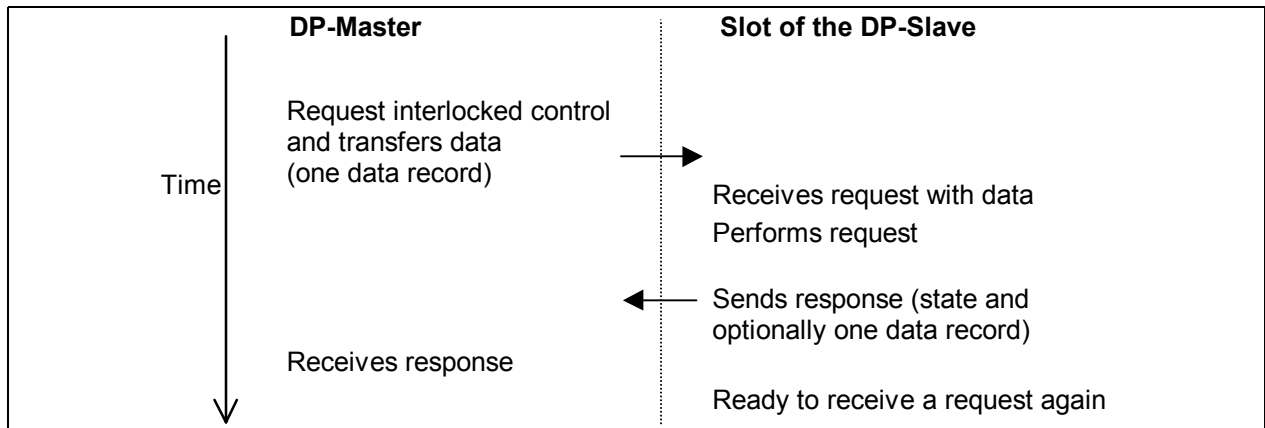 DP-Master
Slot of the DP-Slave
Request interlocked control
and transfers data
(one data record)
Time
Receives request with data
Performs request
Sends response (state and
optionally one data record)
Receives response
Ready to receive a request again